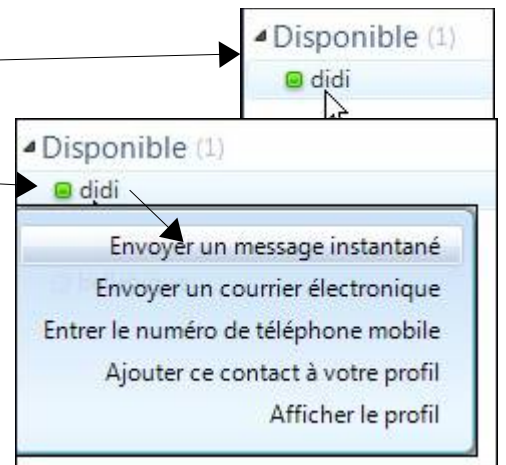 Disponible (1)
didi
Disponible (1)
didi
Envoyer un message instantané
Envoyer un courrier électronique
Entrer le numéro de téléphone mobile
Ajouter ce contact à votre profil
Afficher le profil